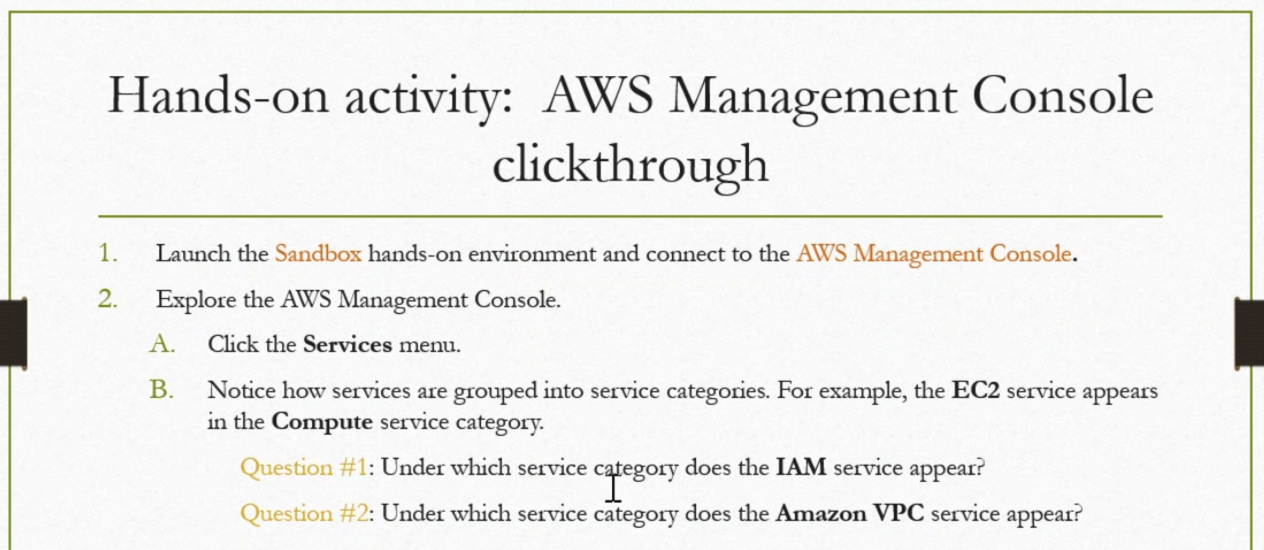 Hands-on activity:  AWS Management Console
clickthrough
1. Launch the Sandbox hands-on environment and connect to the AWS Management Console.
2. Explore the AWS Management Console.
A. Click the Services menu.
B. Notice how services are grouped into service categories. For example, the EC2 service appears
in the Compute service category.
Question #1: Under which service category does the IAM service appear?
Question #2: Under which service category does the Amazon VPC service appear?